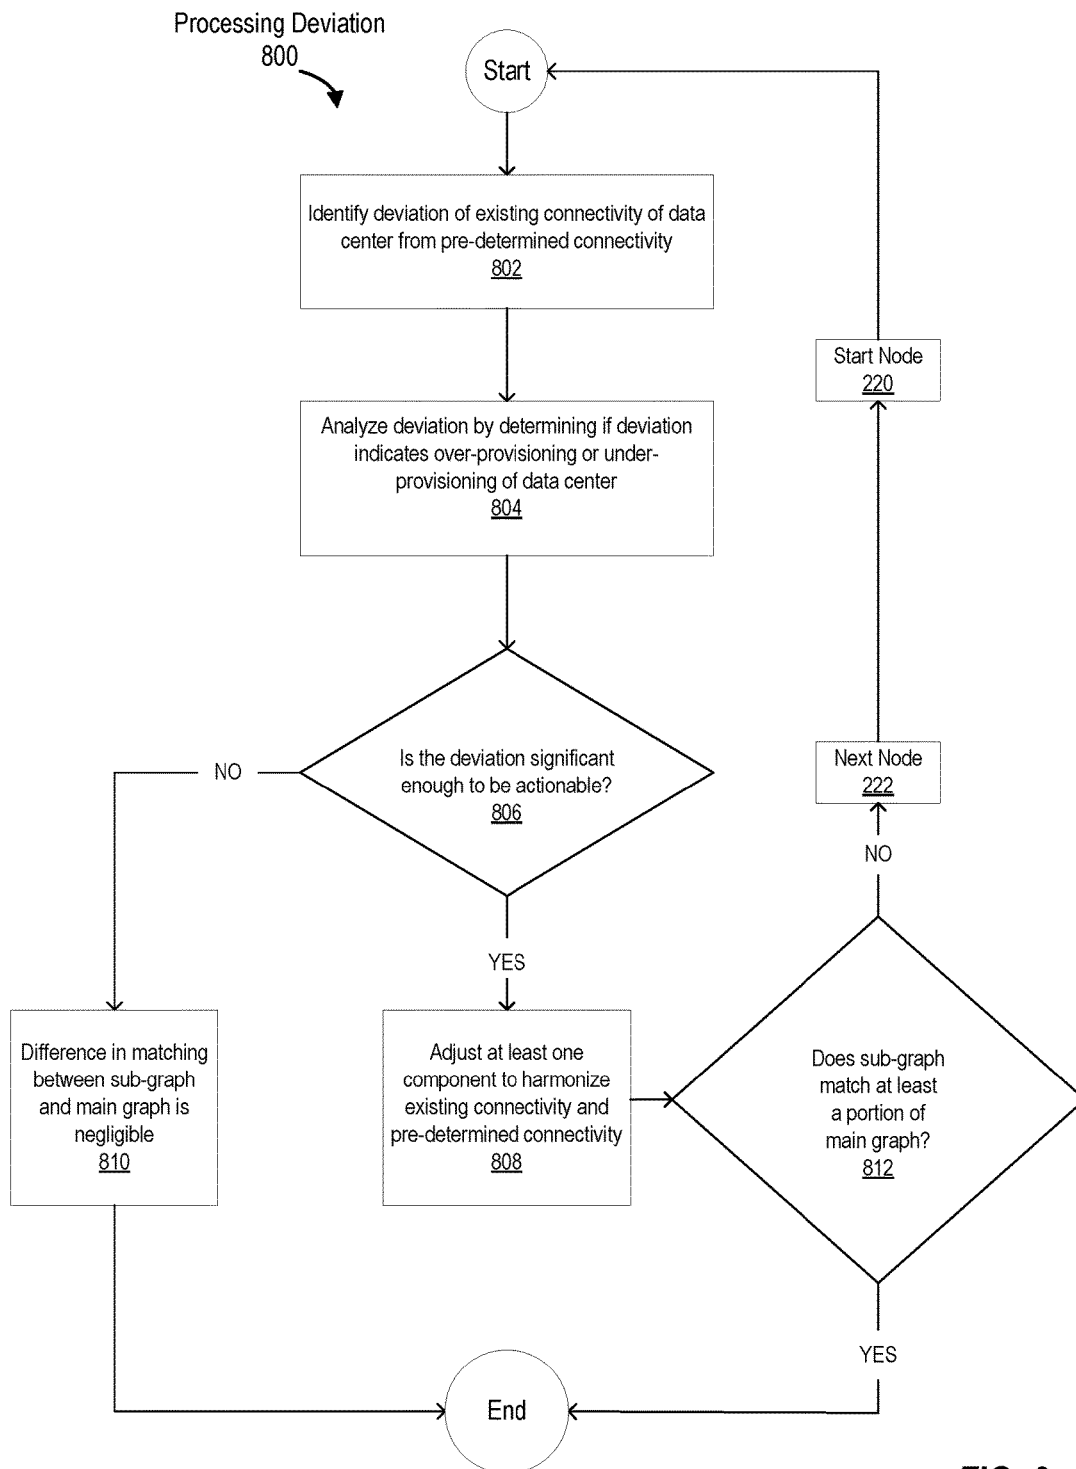 Processing Deviation
800
Start
Identify deviation of existing connectivity of data
center from pre-determined connectivity
802
Start Node
220
Analyze deviation by determining if deviation
indicates over-provisioning or under-
provisioning of data center
804
Is the deviation significant
enough to be actionable?
806
NO
Next Node
222
NO
YES
Difference in matching
between sub-graph
and main graph is
negligible
810
Adjust at least one
component to harmonize
existing connectivity and
pre-determined connectivity
808
Does sub-graph
match at least
a portion of
main graph?
812
YES
End